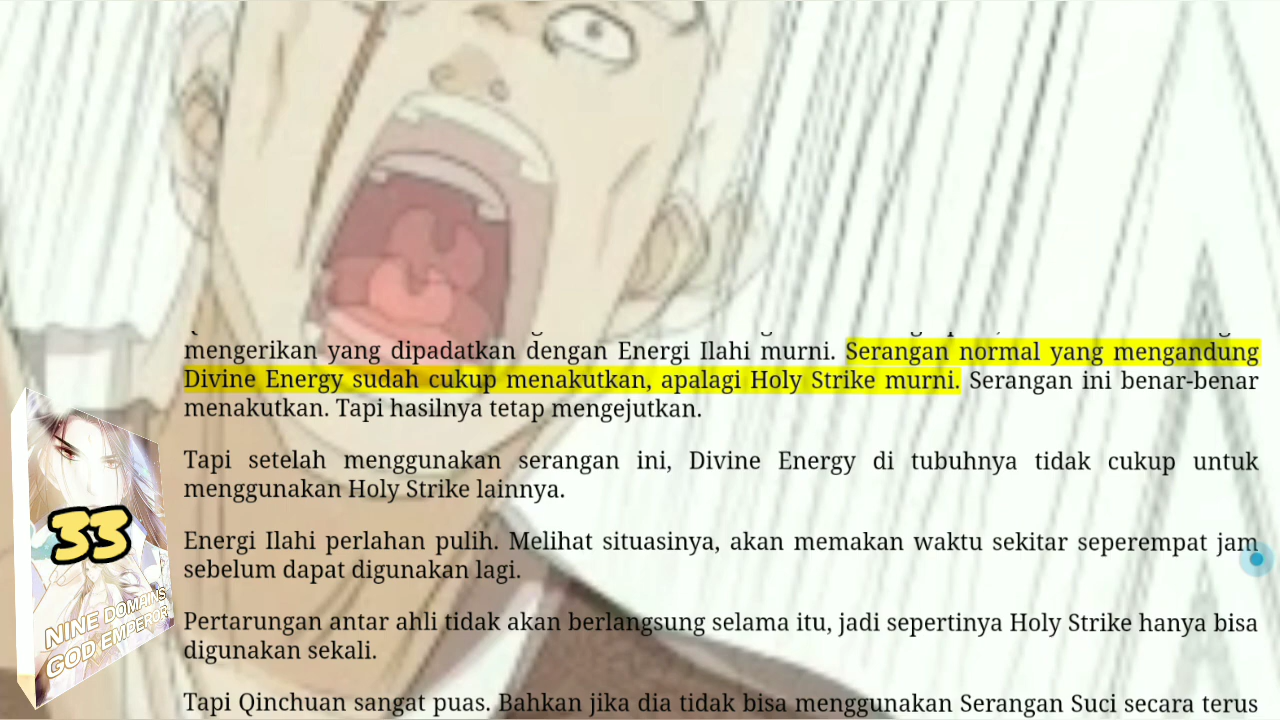 mengerikan yang dipadatkan dengan Energi Ilahi murni. Serangan normal yang mengandung
Divine Energy sudah cukup menakutkan, apalagi Holy Strike murni. Serangan ini benar-benar
menakutkan. Tapi hasilnya tetap mengejutkan.
Tapi setelah menggunakan serangan ini, Divine Energy di tubuhnya tidak cukup untuk
menggunakan Holy Strike lainnya.
Energi Ilahi perlahan pulih. Melihat situasinya, akan memakan waktu sekitar seperempat jam
sebelum dapat digunakan lagi.
Pertarungan antar ahli tidak akan berlangsung selama itu, jadi sepertinya Holy Strike hanya bisa
digunakan sekali.
Tapi Qinchuan sangat puas. Bahkan jika dia tidak bisa menggunakan Serangan Suci secara terus
33
NINE DOMAINS
GOD EMPEROR